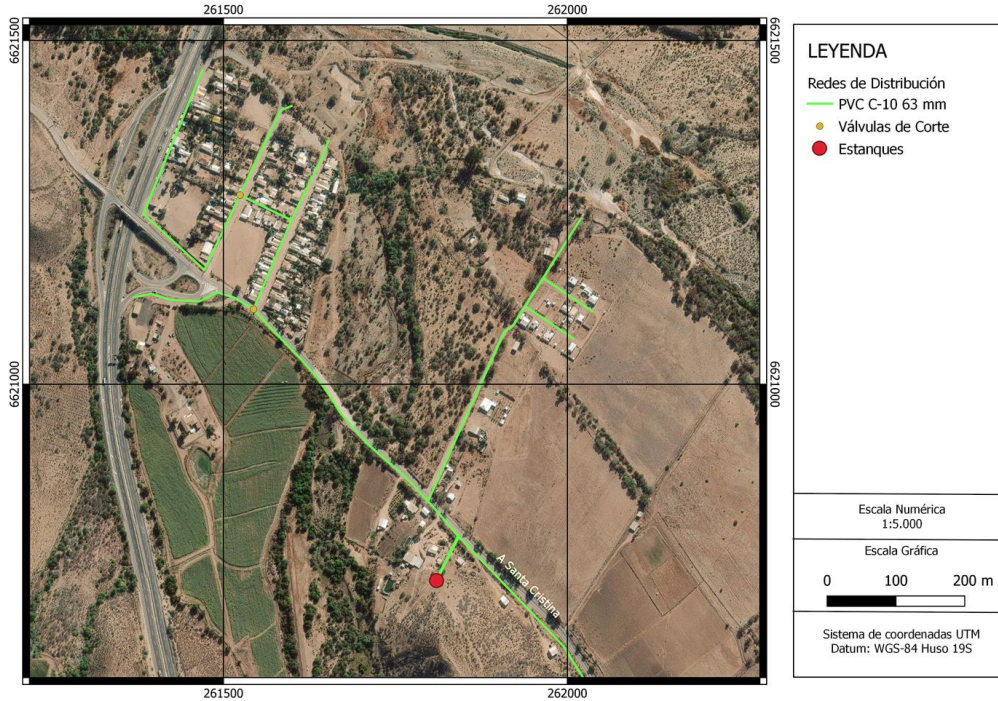 261500
262000
6621500
6621500
6621000
6621000
A Santa Cristina
261500
262000
LEYENDA
Redes de Distribución
PVC C-10 63 mm
Válvulas de Corte
Estanques
Escala Numérica
1:5.000
Escala Gráfica
0 100 200 m
Sistema de coordenadas UTM
Datum: WGS-84 Huso 19S